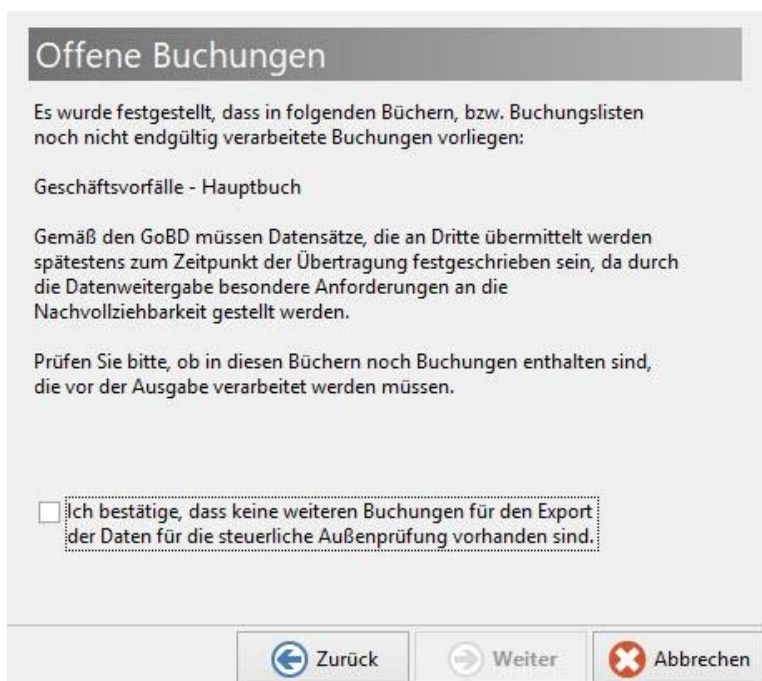 Offene Buchungen
Es wurde festgestellt, dass in folgenden Büchern, bzw. Buchungslisten
noch nicht endgültig verarbeitete Buchungen vorliegen:
Geschäftsvorfälle - Hauptbuch
Gemäß den GoBD müssen Datensätze, die an Dritte übermittelt werden
spätestens zum Zeitpunkt der Übertragung festgeschrieben sein, da durch
die Datenweitergabe besondere Anforderungen an die
Nachvollziehbarkeit gestellt werden.
Prüfen Sie bitte, ob in diesen Büchern noch Buchungen enthalten sind,
die vor der Ausgabe verarbeitet werden müssen.
Ich bestätige, dass keine weiteren Buchungen für den Export
der Daten für die steuerliche Außenprüfung vorhanden sind.
Zurück Weiter Abbrechen